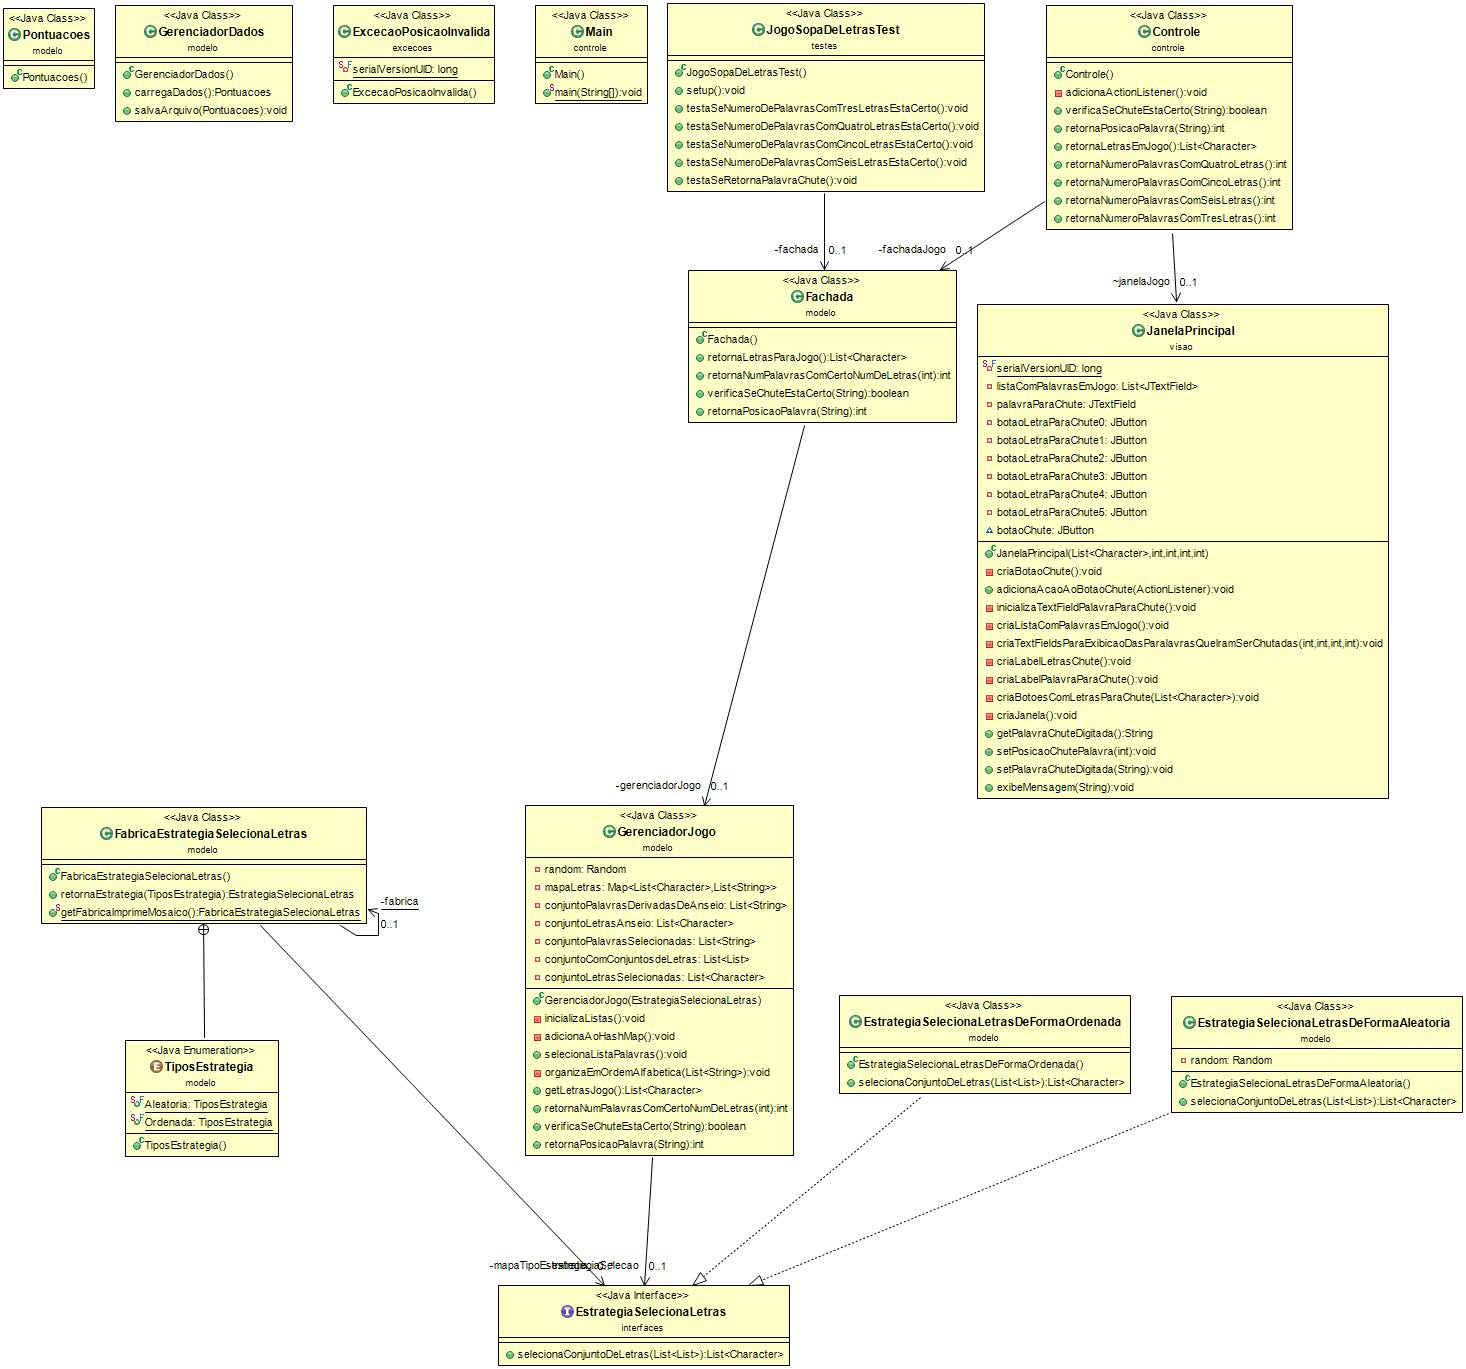 <<Java Class>>
Pontuacoes
modelo
Pontuacoes()
<<Java Class>>
GerenciadorDados
modelo
GerenciadorDados()
carregaDados():Pontuacoes
salvaArquivo(Pontuacoes):void
<<Java Class>>
ExcecaoPosicaoInvalida
excecoes
serialVersionUID: long
ExcecaoPosicaoInvalida()
<<Java Class>>
Main
controle
Main()
main(String[]):void
<<Java Class>>
JogoSopaDeLetrasTest
testes
JogoSopaDeLetrasTest()
setup():void
testaSeNumeroDePalavrasComTresLetrasEstaCerto():void
testaSeNumeroDePalavrasComQuatroLetrasEstaCerto():void
testaSeNumeroDePalavrasComCincoLetrasEstaCerto():void
testaSeNumeroDePalavrasComSeisLetrasEstaCerto():void
testaSeRetornaPalavraChute():void
<<Java Class>>
Controle
controle
Controle()
adicionaActionListener():void
verificaSeChuteEstaCerto(String):boolean
retornaPosicaoPalavra(String):int
retornaLetrasEmJogo():List<Character>
retornaNumeroPalavrasComQuatroLetras():int
retornaNumeroPalavrasComCincoLetras():int
retornaNumeroPalavrasComSeisLetras():int
retornaNumeroPalavrasComTresLetras():int
-fachada 0..1
-fachadaJogo 0..1
~janelaJogo 0..1
<<Java Class>>
Fachada
modelo
Fachada()
retornaLetrasParaJogo():List<Character>
retornaNumPalavrasComCertoNumDeLetras(int):int
verificaSeChuteEstaCerto(String):boolean
retornaPosicaoPalavra(String):int
<<Java Class>>
JanelaPrincipal
visao
serialVersionUID: long
listaComPalavrasEmJogo: List<JTextField>
palavraParaChute: JTextField
botaoLetraParaChute0: JButton
botaoLetraParaChute1: JButton
botaoLetraParaChute2: JButton
botaoLetraParaChute3: JButton
botaoLetraParaChute4: JButton
botaoLetraParaChute5: JButton
botaoChute: JButton
JanelaPrincipal(List<Character>,int,int,int,int)
criaBotaoChute():void
adicionaAcaoAoBotaoChute(ActionListener):void
inicializaTextFieldPalavraParaChute():void
criaListaComPalavrasEmJogo():void
criaTextFieldsParaExibicaoDasParalavrasQueIramSerChutadas(int,int,int,int):void
criaLabelLetrasChute():void
criaLabelPalavraParaChute():void
criaBotoesComLetrasParaChute(List<Character>):void
criaJanela():void
getPalavraChuteDigitada():String
setPosicaoChutePalavra(int):void
setPalavraChuteDigitada(String):void
exibeMensagem(String):void
-gerenciadorJogo 0..1
<<Java Class>>
FabricaEstrategiaSelecionaLetras
modelo
FabricaEstrategiaSelecionaLetras()
retornaEstrategia(TiposEstrategia):EstrategiaSelecionaLetras
getFabricaImprimeMosaico():FabricaEstrategiaSelecionaLetras
-fabrica
0..1
<<Java Class>>
GerenciadorJogo
modelo
random: Random
mapaLetras: Map<List<Character>,List<String>>
conjuntoPalavrasDerivadasDeAnseio: List<String>
conjuntoLetrasAnseio: List<Character>
conjuntoPalavrasSelecionadas: List<String>
conjuntoComConjuntosdeLetras: List<List>
conjuntoLetrasSelecionadas: List<Character>
GerenciadorJogo(EstrategiaSelecionaLetras)
inicializaListas():void
adicionaAoHashMap():void
selecionaListaPalavras():void
organizaEmOrdemAlfabetica(List<String>):void
getLetrasJogo():List<Character>
retornaNumPalavrasComCertoNumDeLetras(int):int
verificaSeChuteEstaCerto(String):boolean
retornaPosicaoPalavra(String):int
<<Java Enumeration>>
TiposEstrategia
modelo
Aleatoria: TiposEstrategia
Ordenada: TiposEstrategia
TiposEstrategia()
<<Java Class>>
EstrategiaSelecionaLetrasDeFormaOrdenada
modelo
EstrategiaSelecionaLetrasDeFormaOrdenada()
selecionaConjuntoDeLetras(List<List>):List<Character>
<<Java Class>>
EstrategiaSelecionaLetrasDeFormaAleatoria
modelo
random: Random
EstrategiaSelecionaLetrasDeFormaAleatoria()
selecionaConjuntoDeLetras(List<List>):List<Character>
0..1
<<Java Interface>>
EstrategiaSelecionaLetras
interfaces
selecionaConjuntoDeLetras(List<List>):List<Character>